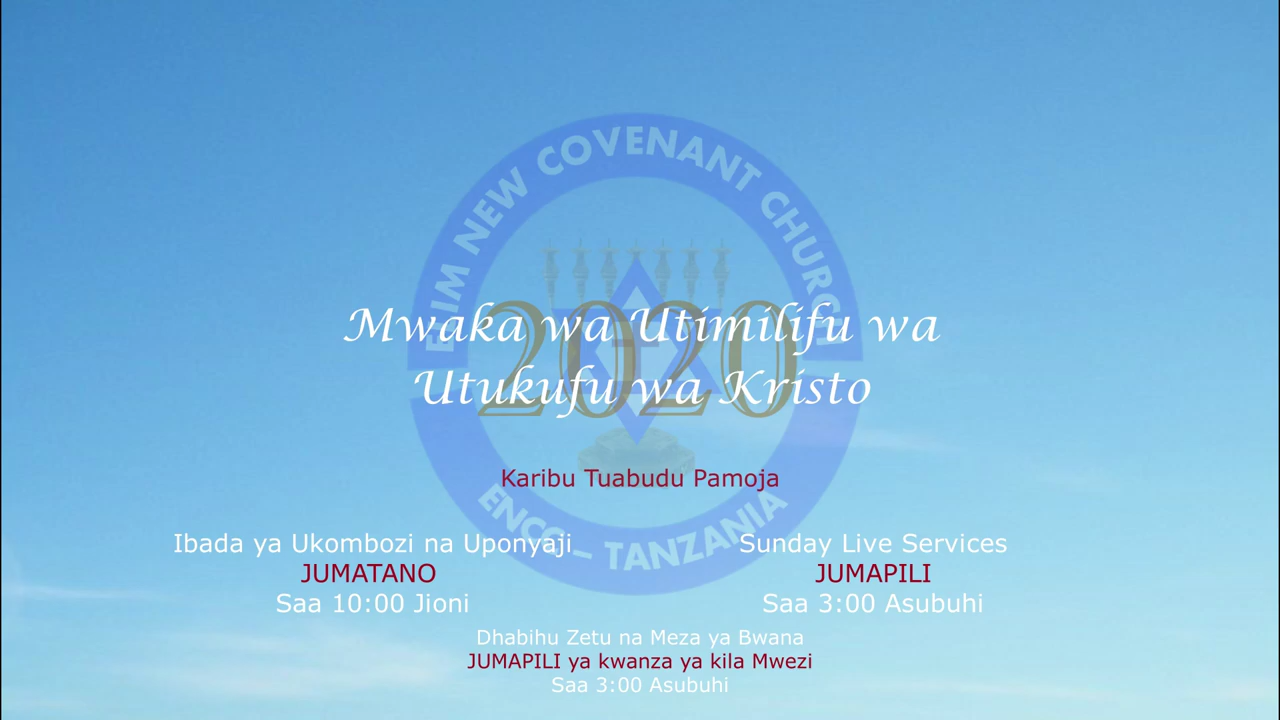 ELIM NEW COVENANT CHURCH
2020
Mwaka wa Utimilifu wa
Utukufu wa Kristo
Karibu Tuabudu Pamoja
ENCC – TANZANIA
Ibada ya Ukombozi na Uponyaji
JUMATANO
Saa 10:00 Jioni
Sunday Live Services
JUMAPILI
Saa 3:00 Asubuhi
Dhabihu Zetu na Meza ya Bwana
JUMAPILI ya kwanza ya kila Mwezi
Saa 3:00 Asubuhi